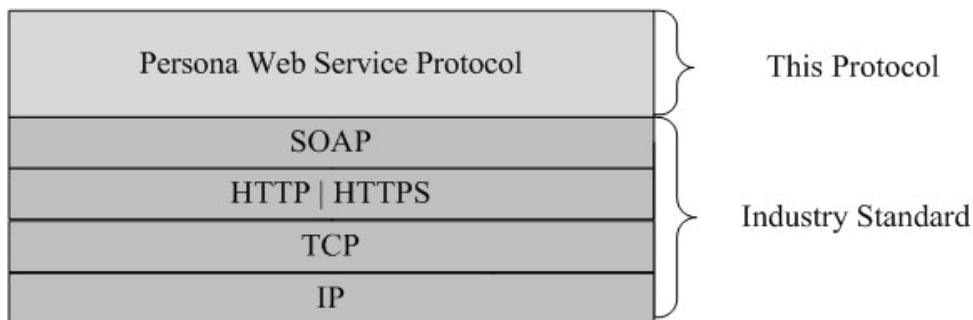 Persona Web Service Protocol
This Protocol
SOAP
HTTP | HTTPS
Industry Standard
TCP
IP